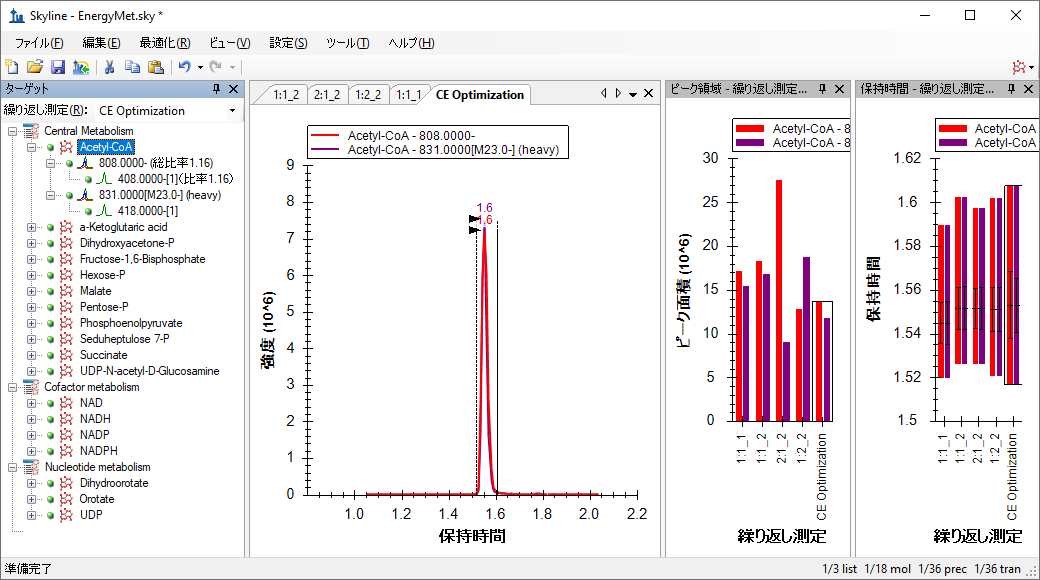 Skyline - EnergyMet.sky *
ファイル(F) 編集(E) 最適化(R) ビュー(V) 設定(S) ツール(T) ヘルプ(H)
ターゲット
繰り返し測定(R): CE Optimization
Central Metabolism
Acetyl-CoA
808.0000- (総比率1.16)
408.0000-[1](比率1.16)
831.0000[M23.0-] (heavy)
418.0000-[1]
a-Ketoglutaric acid
Dihydroxyacetone-P
Fructose-1,6-Bisphosphate
Hexose-P
Malate
Pentose-P
Phosphoenolpyruvate
Seduheptulose 7-P
Succinate
UDP-N-acetyl-D-Glucosamine
Cofactor metabolism
NAD
NADH
NADP
NADPH
Nucleotide metabolism
Dihydroorotate
Orotate
UDP
1:1_2 2:1_2 1:2_2 1:1_1 CE Optimization
Acetyl-CoA - 808.0000-
Acetyl-CoA - 831.0000[M23.0-] (heavy)
1.6
1.6
9
8
7
6
5
4
3
2
1
0
強度 (10^6)
1.0 1.2 1.4 1.6 1.8 2.0 2.2
保持時間
ピーク領域 - 繰り返し測定...
Acetyl-CoA - 8
Acetyl-CoA - 8
30
25
20
15
10
5
0
ピーク面積 (10^6)
1:1_1 1:1_2 2:1_2 1:2_2 CE Optimization
繰り返し測定
保持時間 - 繰り返し測定...
Acetyl-CoA
Acetyl-CoA
1.62
1.6
1.58
1.56
1.54
1.52
1.5
保持時間
1:1_1 1:1_2 2:1_2 1:2_2 CE Optimization
繰り返し測定
準備完了
1/3 list 1/18 mol 1/36 prec 1/36 tran